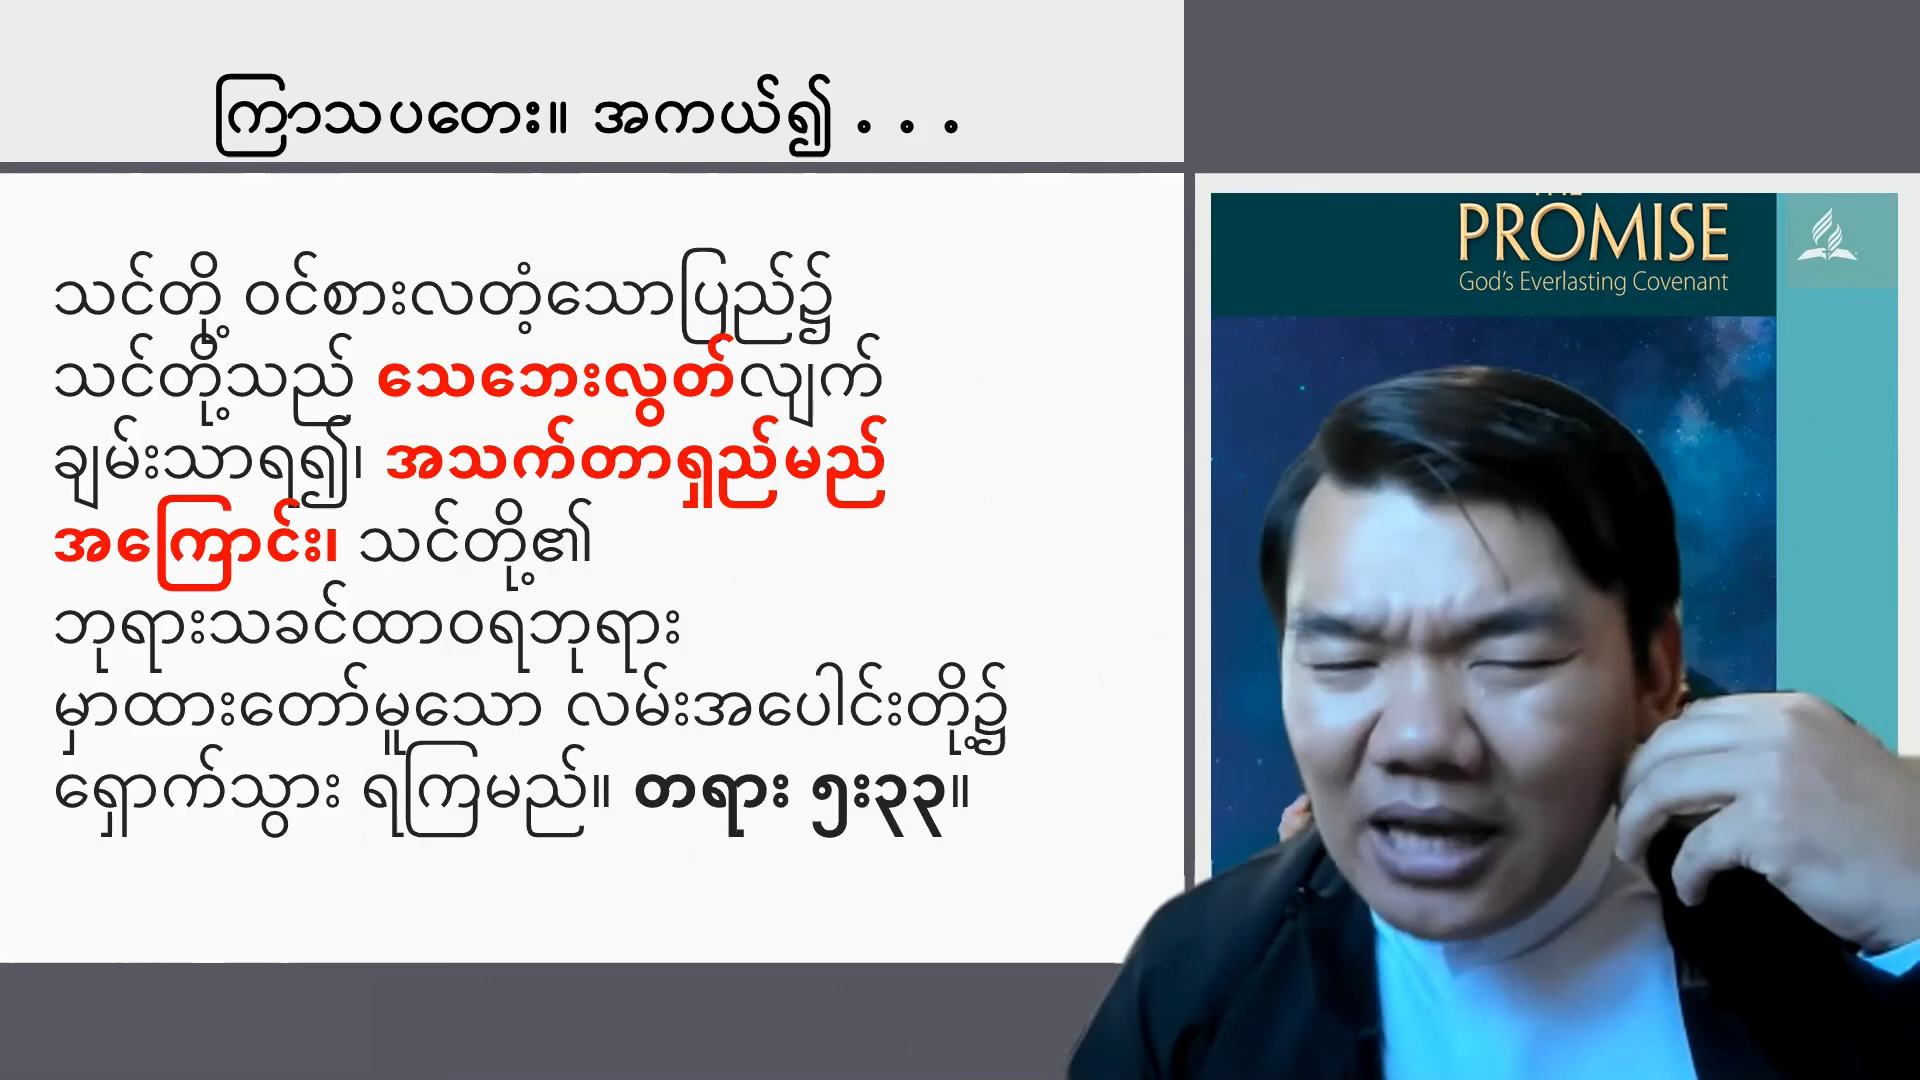 ကြာသပတေး။ အကယ်၍ . . .
သင်တို့ ဝင်စားလတံ့သောပြည်၌
သင်တို့သည် သေဘေးလွတ်လျက်
ချမ်းသာရ၍၊ အသက်တာရှည်မည်
အကြောင်း၊ သင်တို့၏
ဘုရားသခင်ထာဝရဘုရား
မှာထားတော်မူသော လမ်းအပေါင်းတို့၌
ရှောက်သွား ရကြမည်။ တရား ၅း၃၃။
PROMISE
God's Everlasting Covenant